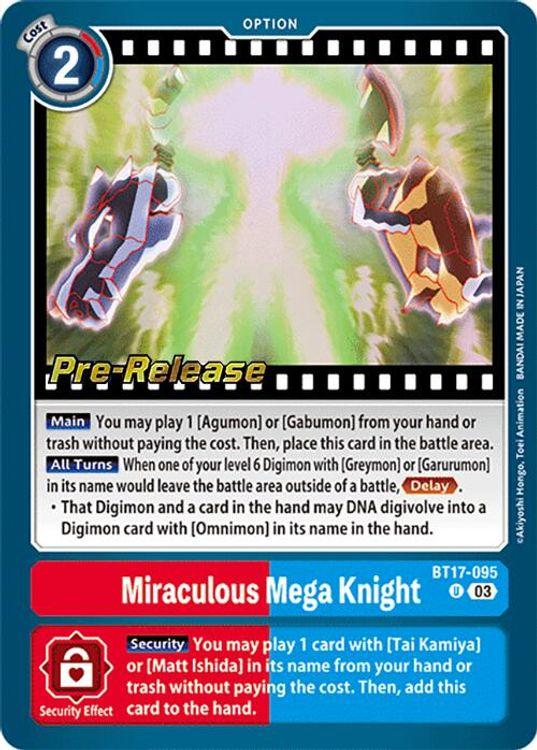 OPTION
Cost
2
Pre-Release
Main You may play 1 [Agumon] or [Gabumon] from your hand or
trash without paying the cost. Then, place this card in the battle area.
All Turns When one of your level 6 Digimon with [Greymon] or [Garurumon]
in its name would leave the battle area outside of a battle, Delay.
・That Digimon and a card in the hand may DNA digivolve into a
Digimon card with [Omnimon] in its name in the hand.
©Akiyoshi Hongo, Toei Animation BANDAI MADE IN JAPAN
BT17-095
Miraculous Mega Knight U 03
Security You may play 1 card with [Tai Kamiya]
or [Matt Ishida] in its name from your hand or
trash without paying the cost. Then, add this
card to the hand.
Security Effect